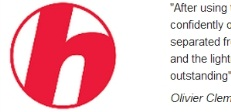 h
"After using
confidently o
separated fr
and the light
outstanding"
Olivier Clem